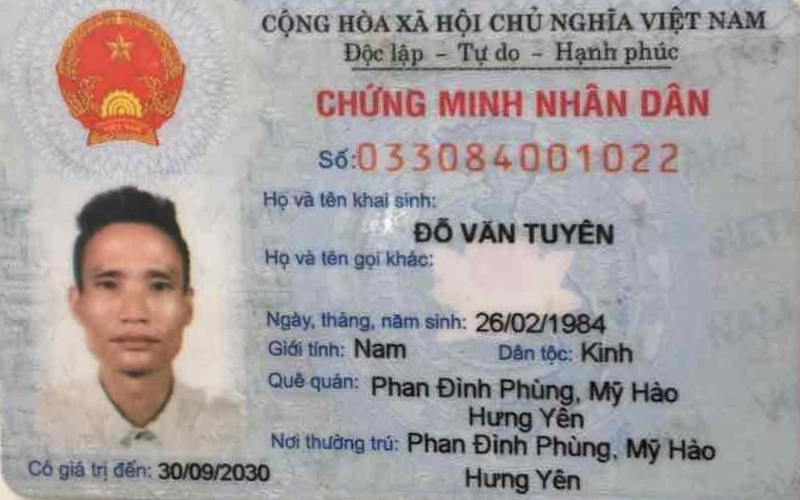 CỘNG HÒA XÃ HỘI CHỦ NGHĨA VIỆT NAM
Độc lập – Tự do – Hạnh phúc
CHỨNG MINH NHÂN DÂN
Số: 033084001022
Họ và tên khai sinh:
ĐỖ VĂN TUYÊN
Họ và tên gọi khác:
Ngày, tháng, năm sinh: 26/02/1984
Giới tính: Nam Dân tộc: Kinh
Quê quán: Phan Đình Phùng, Mỹ Hào
Hưng Yên
Nơi thường trú: Phan Đình Phùng, Mỹ Hào
Hưng Yên
Có giá trị đến: 30/09/2030